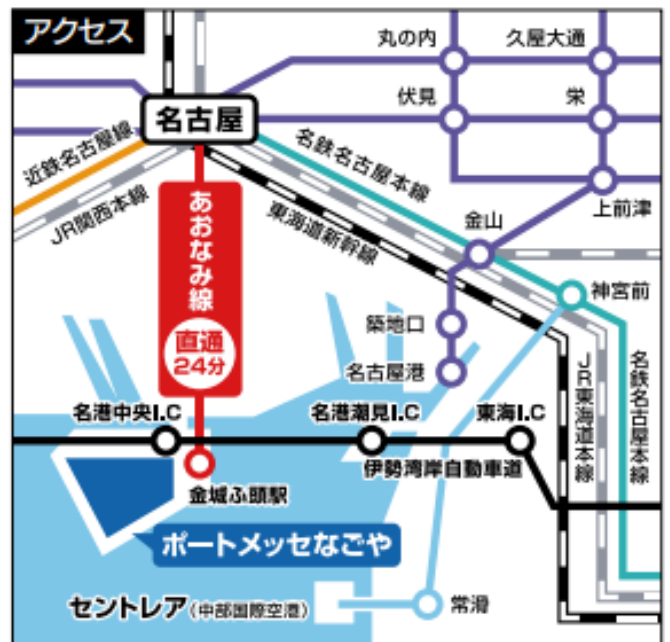 アクセス
丸の内
久屋大通
伏見
栄
名古屋
近鉄名古屋線
JR関西本線
名鉄名古屋本線
東海道新幹線
上前津
金山
あおなみ線
直通
24分
神宮前
築地口
名古屋港
JR東海道本線
名鉄名古屋本線
名港中央I.C
名港潮見I.C
東海I.C
伊勢湾岸自動車道
金城ふ頭駅
ポートメッセなごや
セントレア(中部国際空港)
常滑